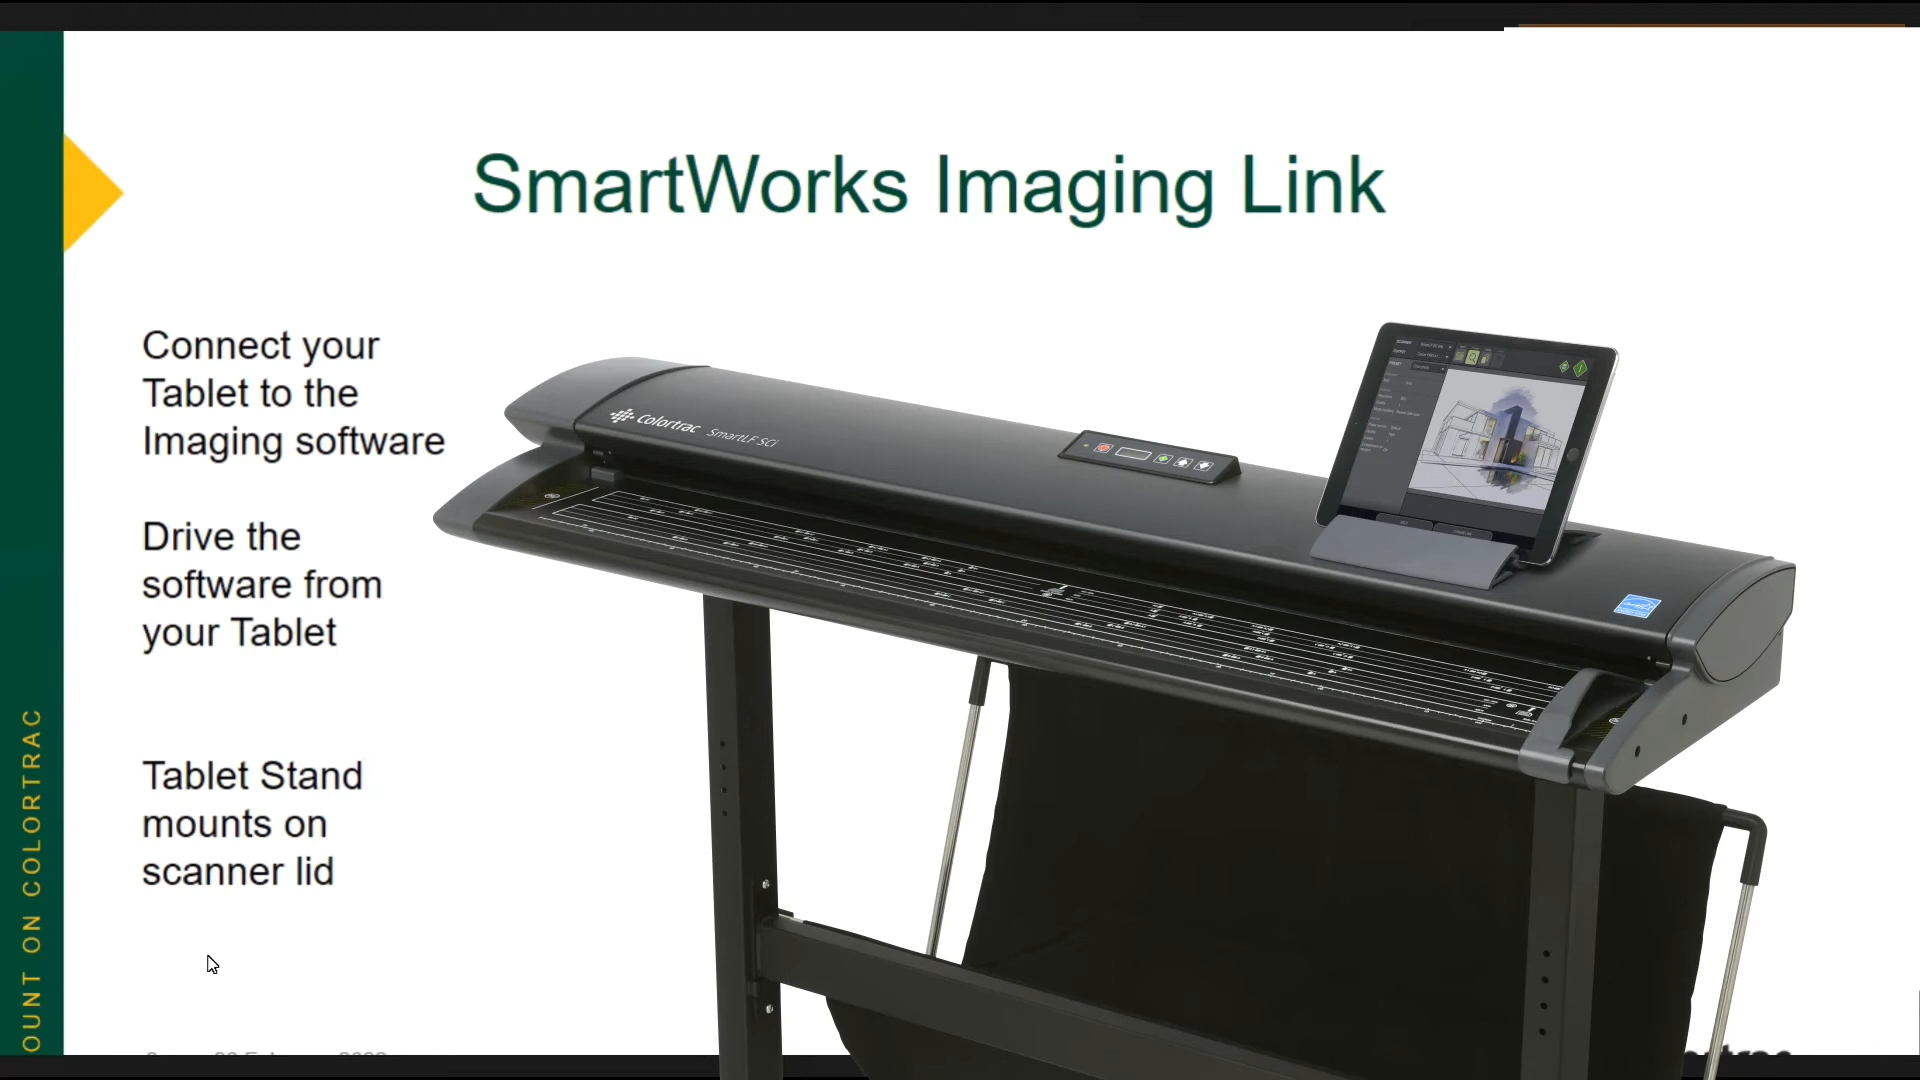 SmartWorks Imaging Link
Connect your
Tablet to the
Imaging software
Drive the
software from
your Tablet
Tablet Stand
mounts on
scanner lid
Colortrac SmartLF SCi
OUNT ON COLORTRAC